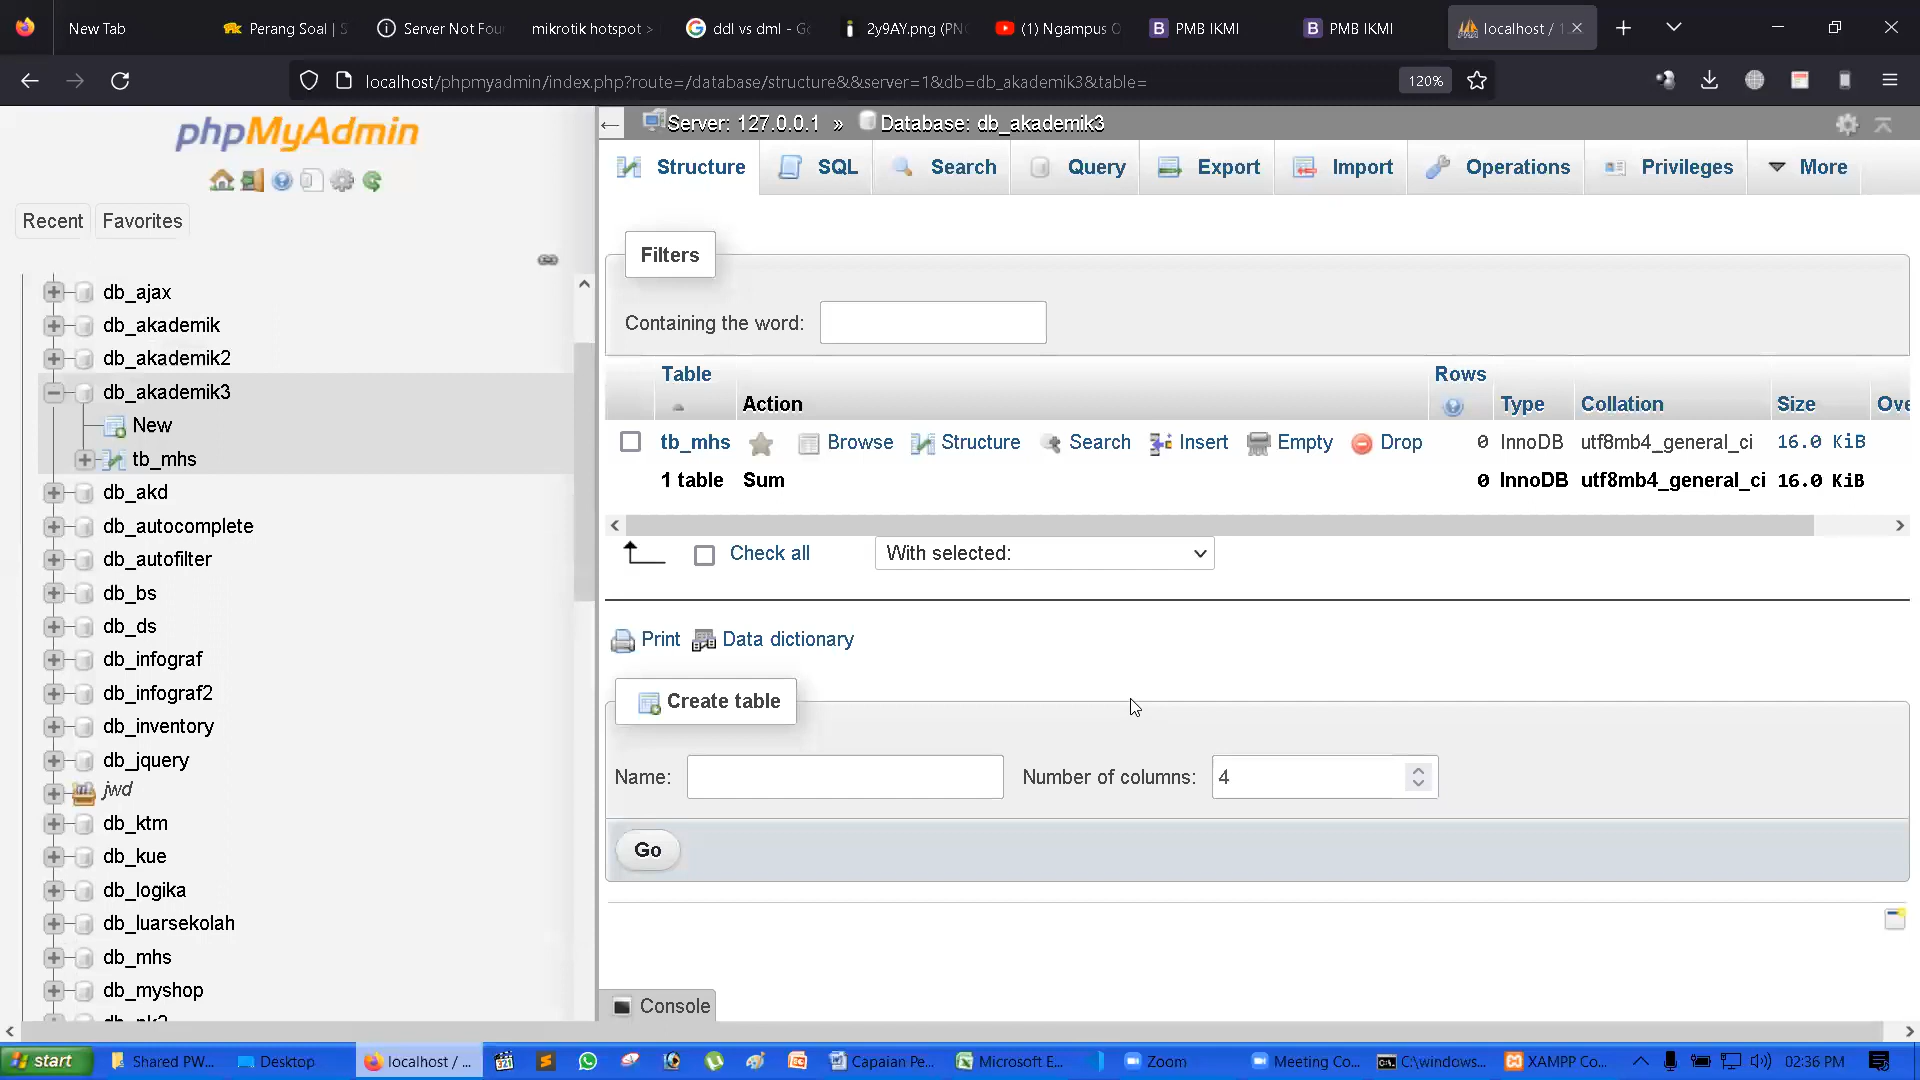 New Tab
Perang Soal | S
Server Not Fou
mikrotik hotspot >
ddl vs dml - Go
2y9AY.png (PNG
(1) Ngampus O
PMB IKMI
PMB IKMI
localhost / 1
localhost/phpmyadmin/index.php?route=/database/structure&&server=1&db=db_akademik3&table=
120%
phpMyAdmin
Recent
Favorites
db_ajax
db_akademik
db_akademik2
db_akademik3
New
tb_mhs
db_akd
db_autocomplete
db_autofilter
db_bs
db_ds
db_infograf
db_infograf2
db_inventory
db_jquery
jwd
db_ktm
db_kue
db_logika
db_luarsekolah
db_mhs
db_myshop
Server: 127.0.0.1 » Database: db_akademik3
Structure SQL Search Query Export Import Operations Privileges More
Filters
Containing the word:
Table Action Rows Type Collation Size Ove
tb_mhs Browse Structure Search Insert Empty Drop 0 InnoDB utf8mb4_general_ci 16.0 KiB
1 table Sum 0 InnoDB utf8mb4_general_ci 16.0 KiB
Check all With selected:
Print Data dictionary
Create table
Name: Number of columns: 4
Go
Console
start Shared PW... Desktop localhost / ... 321 Capaian Pe... Microsoft E... Zoom Meeting Co... C:\windows... XAMPP Co... 02:36 PM